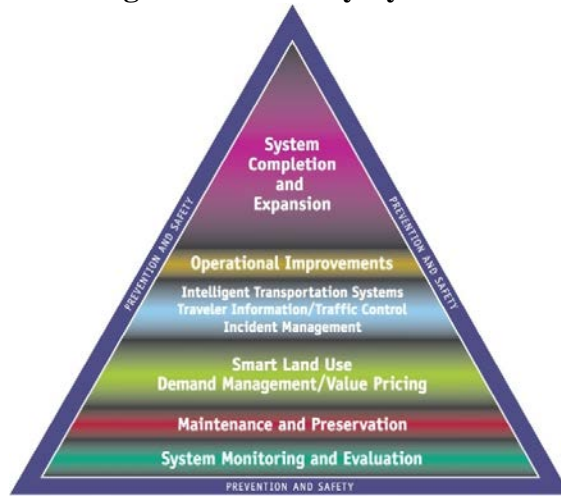 System
Completion
and
Expansion
Operational Improvements
Intelligent Transportation Systems
Traveler Information/Traffic Control
Incident Management
Smart Land Use
Demand Management/Value Pricing
Maintenance and Preservation
System Monitoring and Evaluation
PREVENTION AND SAFETY
PREVENTION AND SAFETY
PREVENTION AND SAFETY